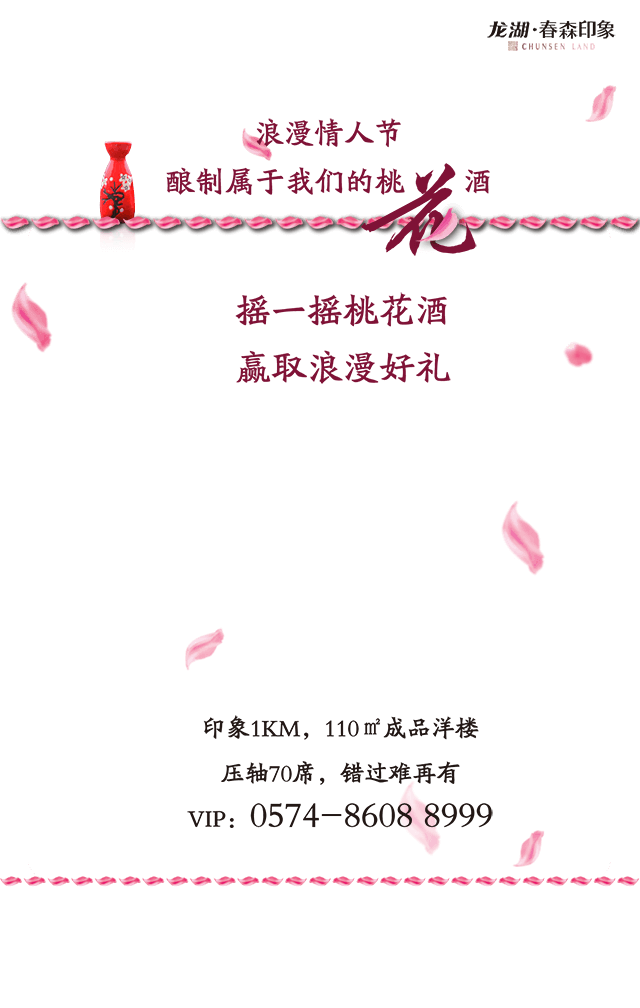 龙湖·春森印象
CHUNSEN LAND
浪漫情人节
酿制属于我们的桃花酒
摇一摇桃花酒
赢取浪漫好礼
印象1KM，110㎡成品洋楼
压轴70席，错过难再有
VIP：0574-8608 8999